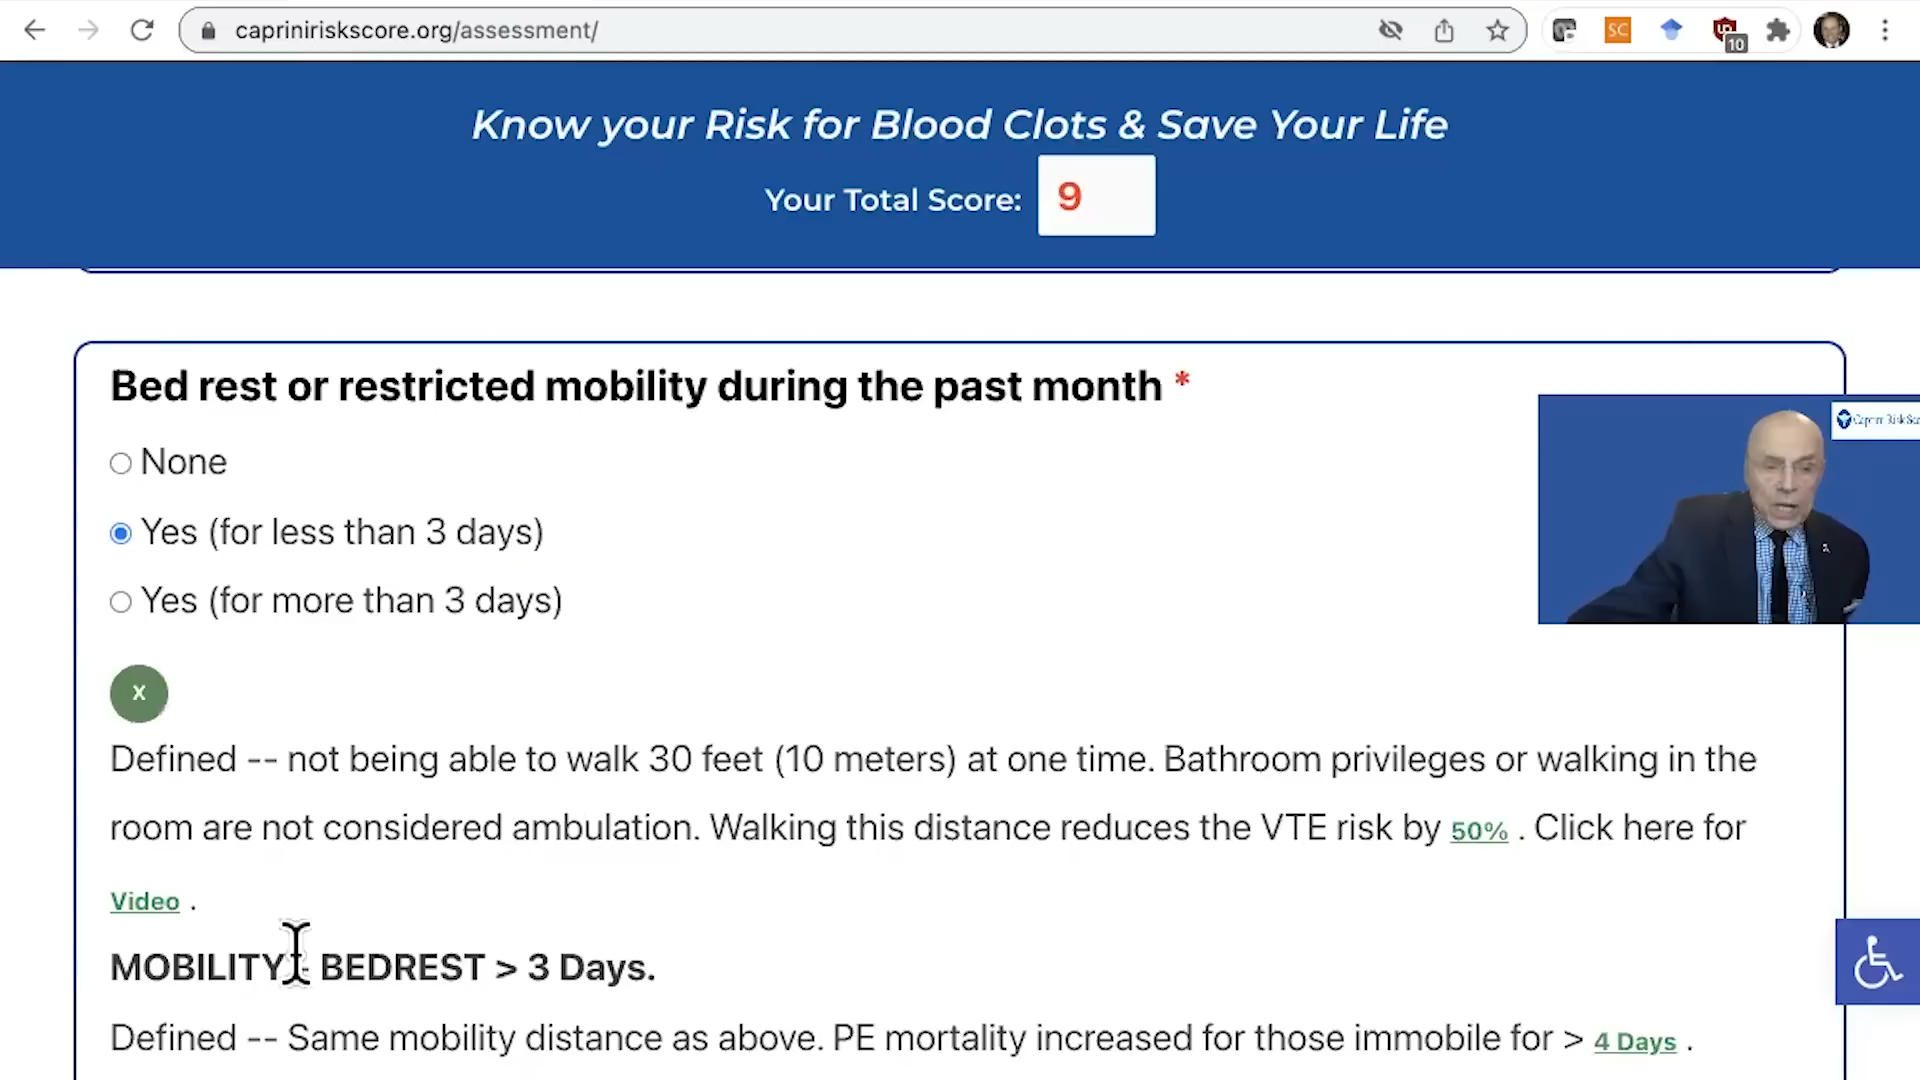 capriniriskscore.org/assessment/
SC
10
Know your Risk for Blood Clots & Save Your Life
Your Total Score: 9
Bed rest or restricted mobility during the past month *
None
Yes (for less than 3 days)
Yes (for more than 3 days)
Caprini Risk
X
Defined -- not being able to walk 30 feet (10 meters) at one time. Bathroom privileges or walking in the
room are not considered ambulation. Walking this distance reduces the VTE risk by 50% . Click here for
Video .
MOBILITY - BEDREST > 3 Days.
Defined -- Same mobility distance as above. PE mortality increased for those immobile for > 4 Days .